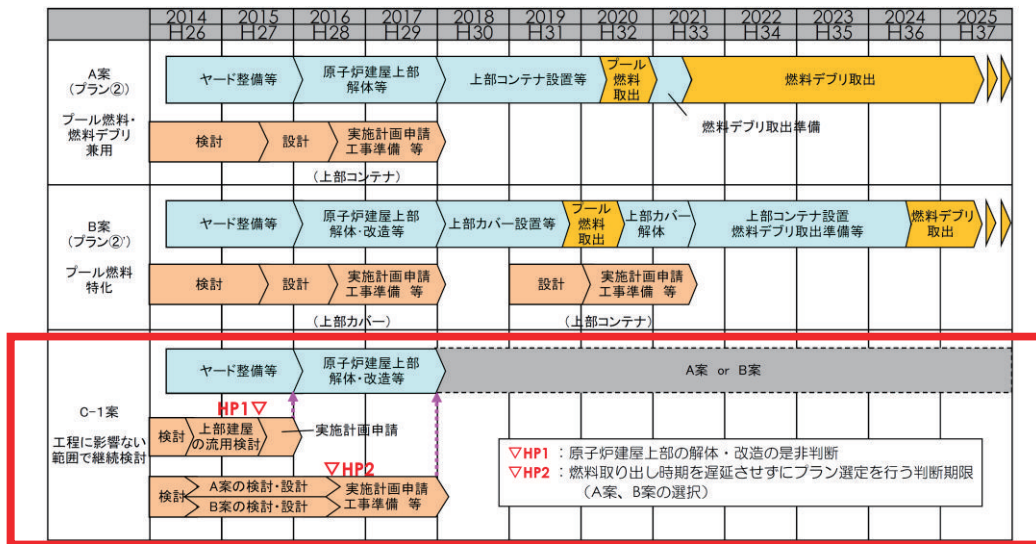 2014 2015 2016 2017 2018 2019 2020 2021 2022 2023 2024 2025
H26 H27 H28 H29 H30 H31 H32 H33 H34 H35 H36 H37
A案
(プラン②)
プール燃料・
燃料デブリ
兼用
ヤード整備等
原子炉建屋上部
解体等
上部コンテナ設置等
プール
燃料
取出
燃料デブリ取出
燃料デブリ取出準備
検討
設計
実施計画申請
工事準備 等
(上部コンテナ)
B案
(プラン②')
プール燃料
特化
ヤード整備等
原子炉建屋上部
解体・改造等
上部カバー設置等
プール
燃料
取出
上部カバー
解体
上部コンテナ設置
燃料デブリ取出準備等
燃料デブリ
取出
検討
設計
実施計画申請
工事準備 等
(上部カバー)
設計
実施計画申請
工事準備 等
(上部コンテナ)
C-1案
工程に影響ない
範囲で継続検討
ヤード整備等
原子炉建屋上部
解体・改造等
A案 or B案
HP1▽
検討
上部建屋
の流用検討
実施計画申請
▽HP2
検討
A案の検討・設計
B案の検討・設計
実施計画申請
工事準備 等
▽HP1 :原子炉建屋上部の解体・改造の是非判断
▽HP2 :燃料取り出し時期を遅延させずにプラン選定を行う判断期限
(A案、B案の選択)